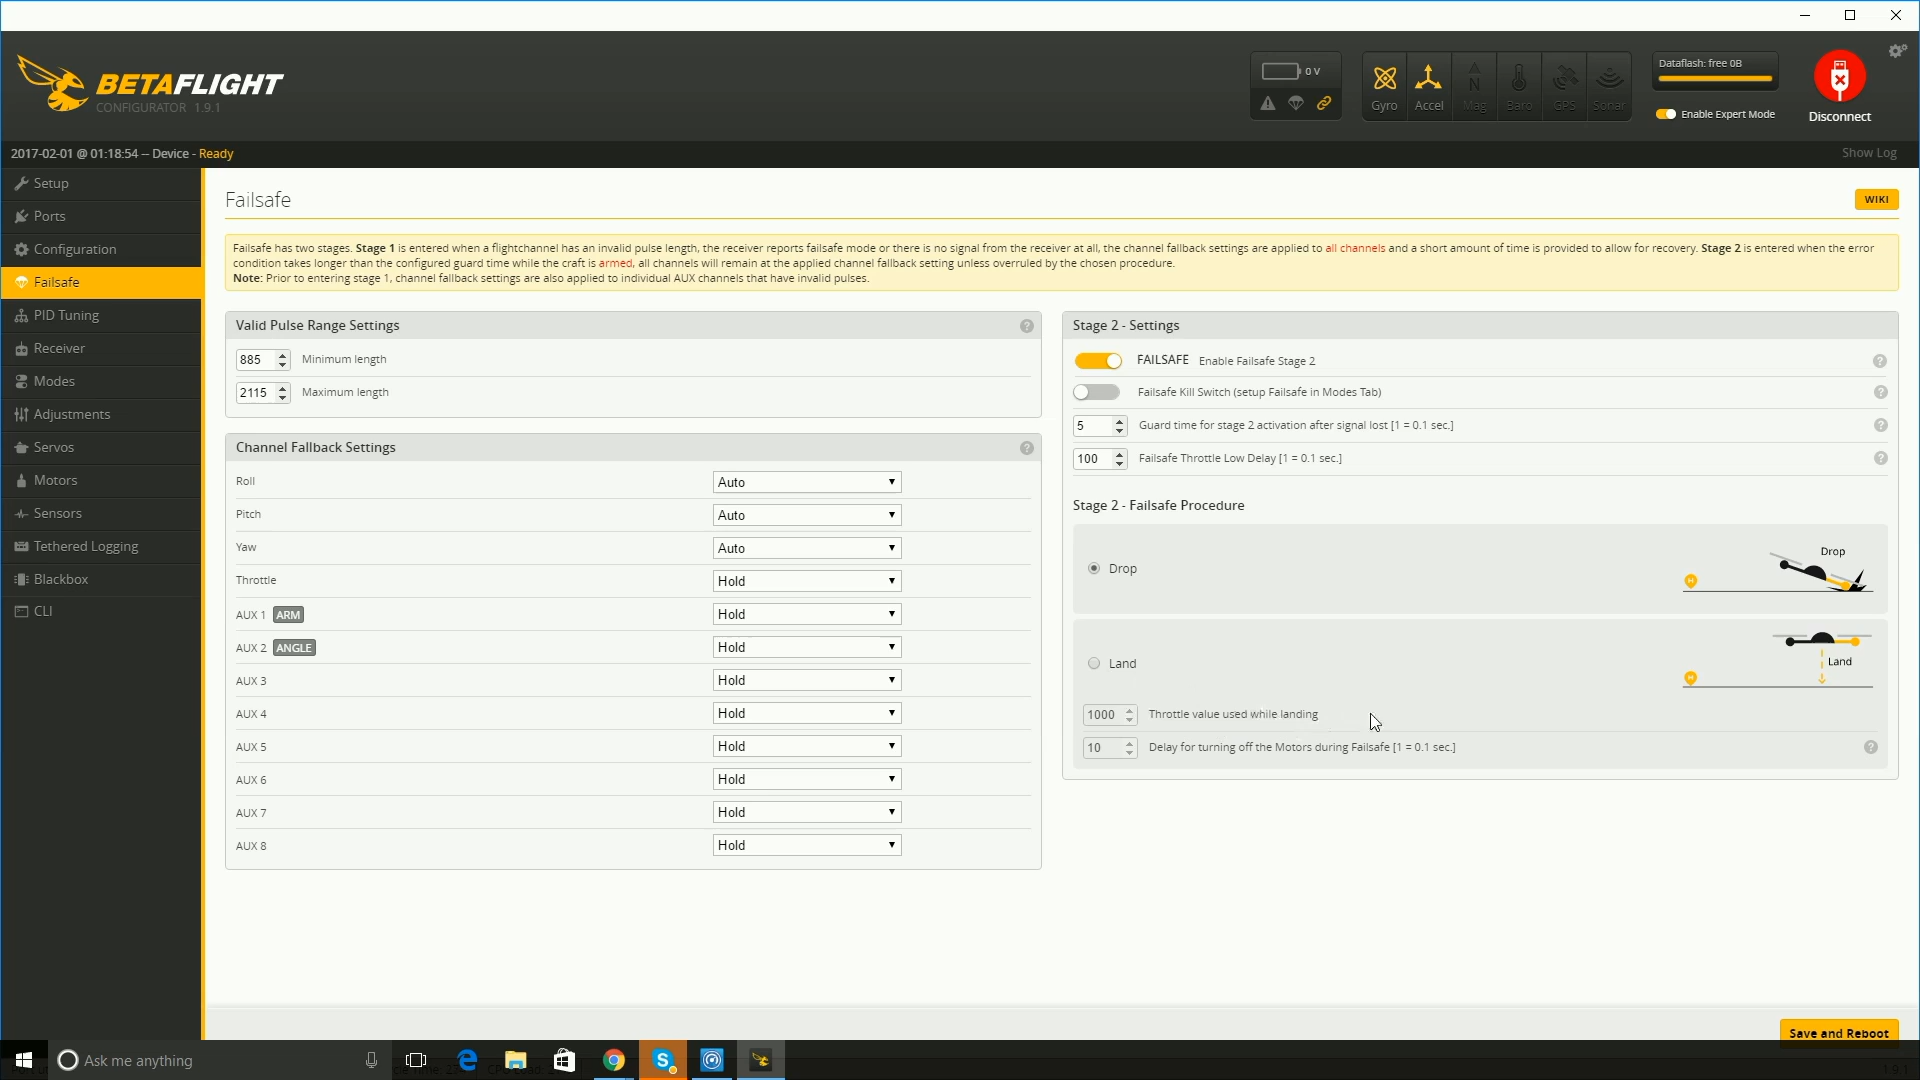 BETAFLIGHT
CONFIGURATOR 1.9.1
0 V
Gyro
Accel
Mag
Baro
GPS
Sonar
Dataflash: free 0B
Enable Expert Mode
Disconnect
2017-02-01 @ 01:18:54 -- Device - Ready
Show Log
Setup
Ports
Configuration
Failsafe
PID Tuning
Receiver
Modes
Adjustments
Servos
Motors
Sensors
Tethered Logging
Blackbox
CLI
Failsafe
WIKI
Failsafe has two stages. Stage 1 is entered when a flightchannel has an invalid pulse length, the receiver reports failsafe mode or there is no signal from the receiver at all, the channel fallback settings are applied to all channels and a short amount of time is provided to allow for recovery. Stage 2 is entered when the error
condition takes longer than the configured guard time while the craft is armed, all channels will remain at the applied channel fallback setting unless overruled by the chosen procedure.
Note: Prior to entering stage 1, channel fallback settings are also applied to individual AUX channels that have invalid pulses.
Valid Pulse Range Settings
885 Minimum length
2115 Maximum length
Channel Fallback Settings
Roll Auto
Pitch Auto
Yaw Auto
Throttle Hold
AUX 1 ARM Hold
AUX 2 ANGLE Hold
AUX 3 Hold
AUX 4 Hold
AUX 5 Hold
AUX 6 Hold
AUX 7 Hold
AUX 8 Hold
Stage 2 - Settings
FAILSAFE Enable Failsafe Stage 2
Failsafe Kill Switch (setup Failsafe in Modes Tab)
5 Guard time for stage 2 activation after signal lost [1 = 0.1 sec.]
100 Failsafe Throttle Low Delay [1 = 0.1 sec.]
Stage 2 - Failsafe Procedure
Drop
Drop
Land
Land
1000 Throttle value used while landing
10 Delay for turning off the Motors during Failsafe [1 = 0.1 sec.]
Save and Reboot
Ask me anything